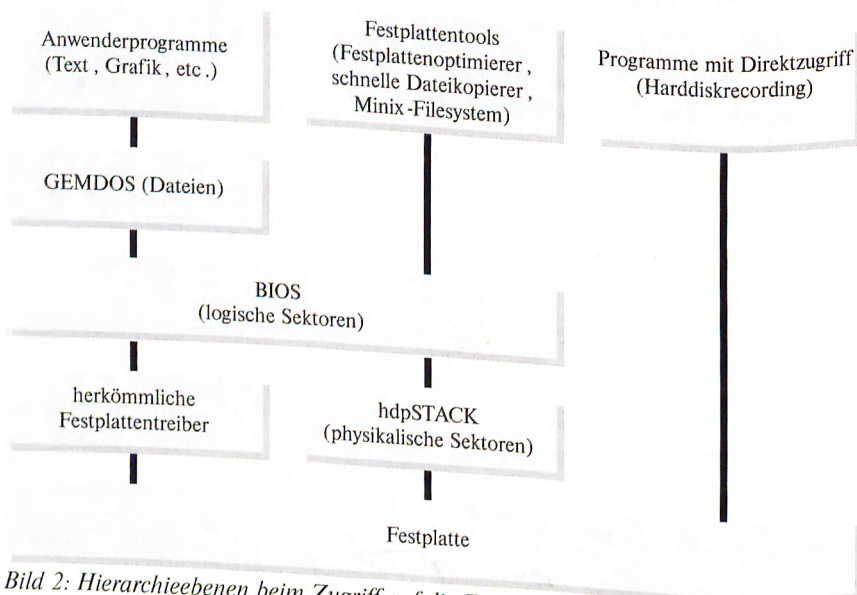 Anwenderprogramme
(Text, Grafik, etc.)
Festplattentools
(Festplattenoptimierer,
schnelle Dateikopierer,
Minix-Filesystem)
Programme mit Direktzugriff
(Harddiskrecording)
GEMDOS (Dateien)
BIOS
(logische Sektoren)
herkömmliche
Festplattentreiber
hdpSTACK
(physikalische Sektoren)
Festplatte
Bild 2: Hierarchieebenen beim Zugriff